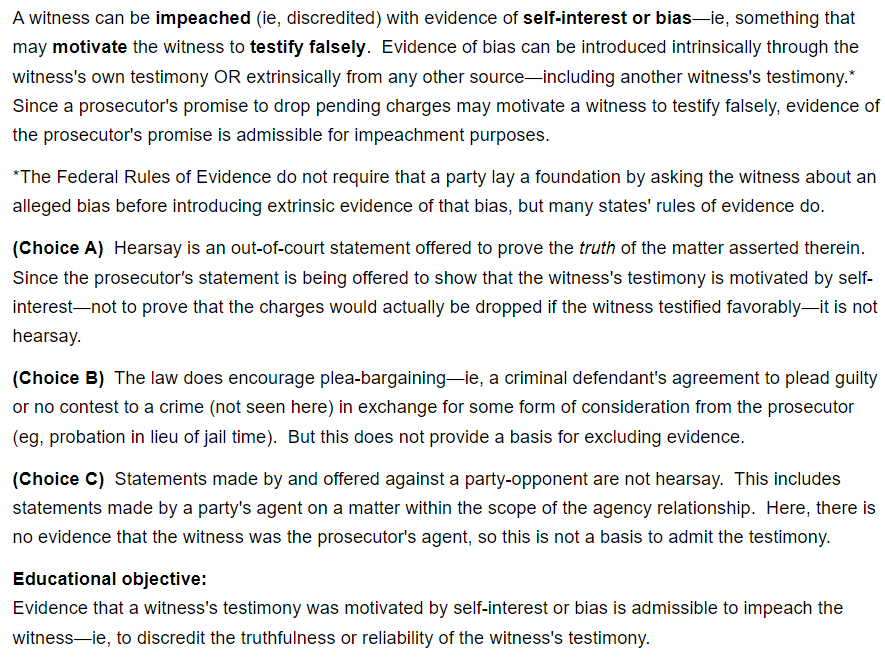 A witness can be impeached (ie, discredited) with evidence of self-interest or bias—ie, something that
may motivate the witness to testify falsely.  Evidence of bias can be introduced intrinsically through the
witness's own testimony OR extrinsically from any other source—including another witness's testimony.*
Since a prosecutor's promise to drop pending charges may motivate a witness to testify falsely, evidence of
the prosecutor's promise is admissible for impeachment purposes.
*The Federal Rules of Evidence do not require that a party lay a foundation by asking the witness about an
alleged bias before introducing extrinsic evidence of that bias, but many states' rules of evidence do.
(Choice A)  Hearsay is an out-of-court statement offered to prove the truth of the matter asserted therein.
Since the prosecutor's statement is being offered to show that the witness's testimony is motivated by self-
interest—not to prove that the charges would actually be dropped if the witness testified favorably—it is not
hearsay.
(Choice B)  The law does encourage plea-bargaining—ie, a criminal defendant's agreement to plead guilty
or no contest to a crime (not seen here) in exchange for some form of consideration from the prosecutor
(eg, probation in lieu of jail time).  But this does not provide a basis for excluding evidence.
(Choice C)  Statements made by and offered against a party-opponent are not hearsay.  This includes
statements made by a party's agent on a matter within the scope of the agency relationship.  Here, there is
no evidence that the witness was the prosecutor's agent, so this is not a basis to admit the testimony.
Educational objective:
Evidence that a witness's testimony was motivated by self-interest or bias is admissible to impeach the
witness—ie, to discredit the truthfulness or reliability of the witness's testimony.